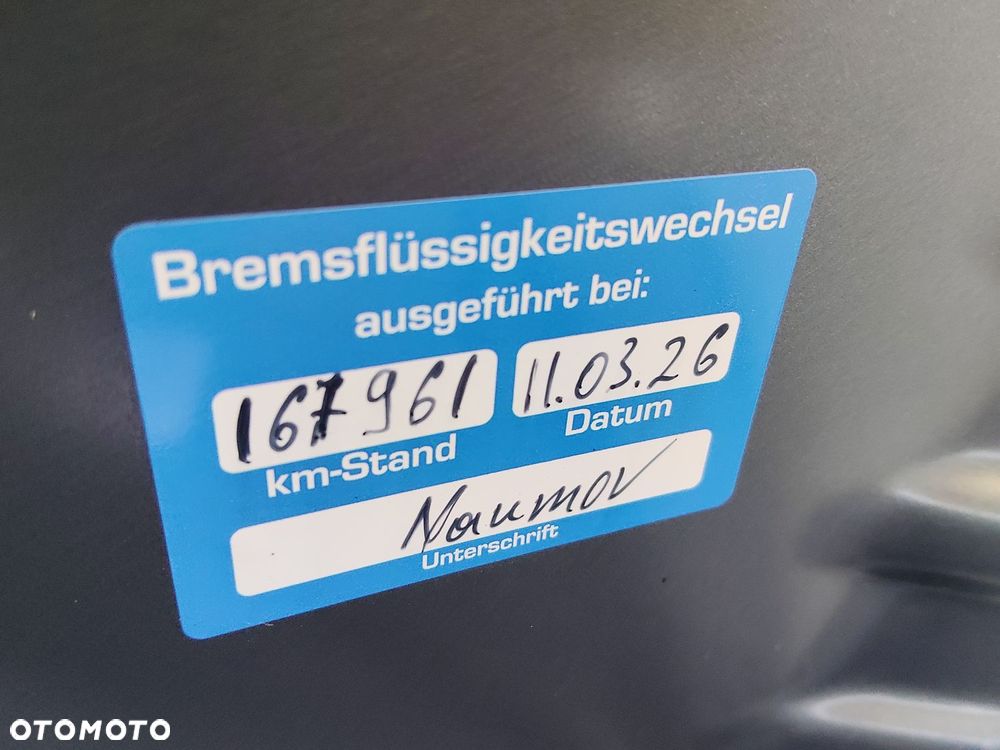 Bremsflüssigkeitswechsel
ausgeführt bei:
167961 11.03.26
km-Stand Datum
Naumov
Unterschrift
OTOMOTO